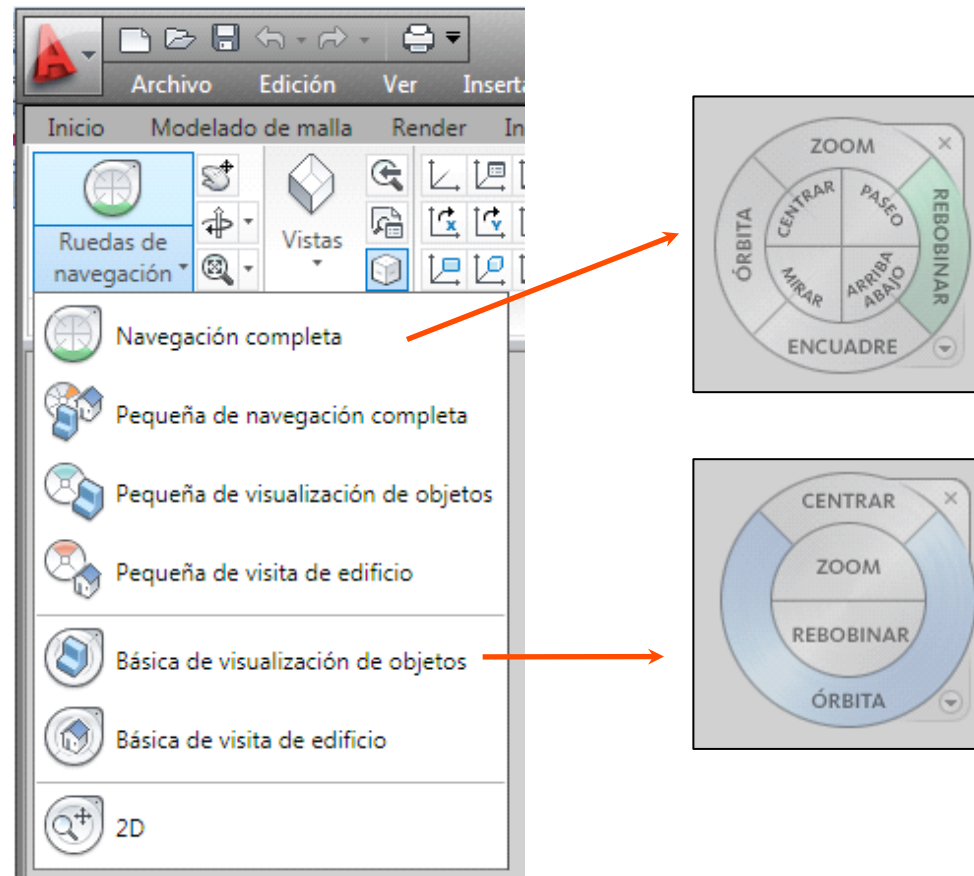 Archivo Edición Ver
Inicio Modelado de malla Render
Ruedas de
navegación
Vistas
Navegación completa
Pequeña de navegación completa
Pequeña de visualización de objetos
Pequeña de visita de edificio
Básica de visualización de objetos
Básica de visita de edificio
2D
ZOOM
CENTRAR
PASEO
ÓRBITA
REBOBINAR
MIRAR
ARRIBA
ABAJO
ENCUADRE
CENTRAR
ZOOM
REBOBINAR
ÓRBITA